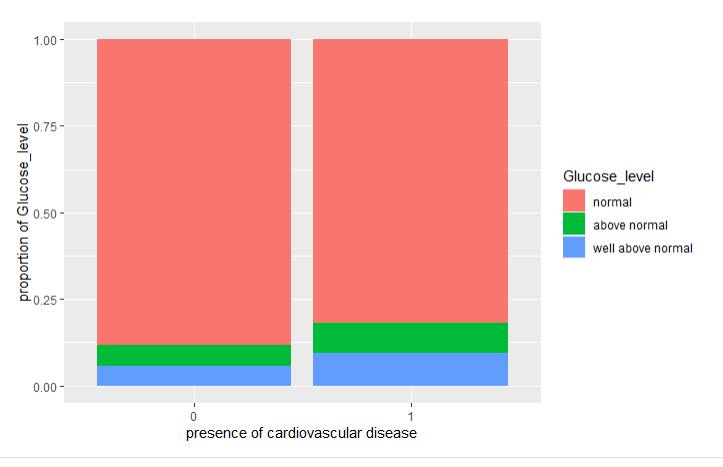 1.00
0.75
0.50
0.25
0.00
proportion of Glucose_level
0
1
presence of cardiovascular disease
Glucose_level
normal
above normal
well above normal